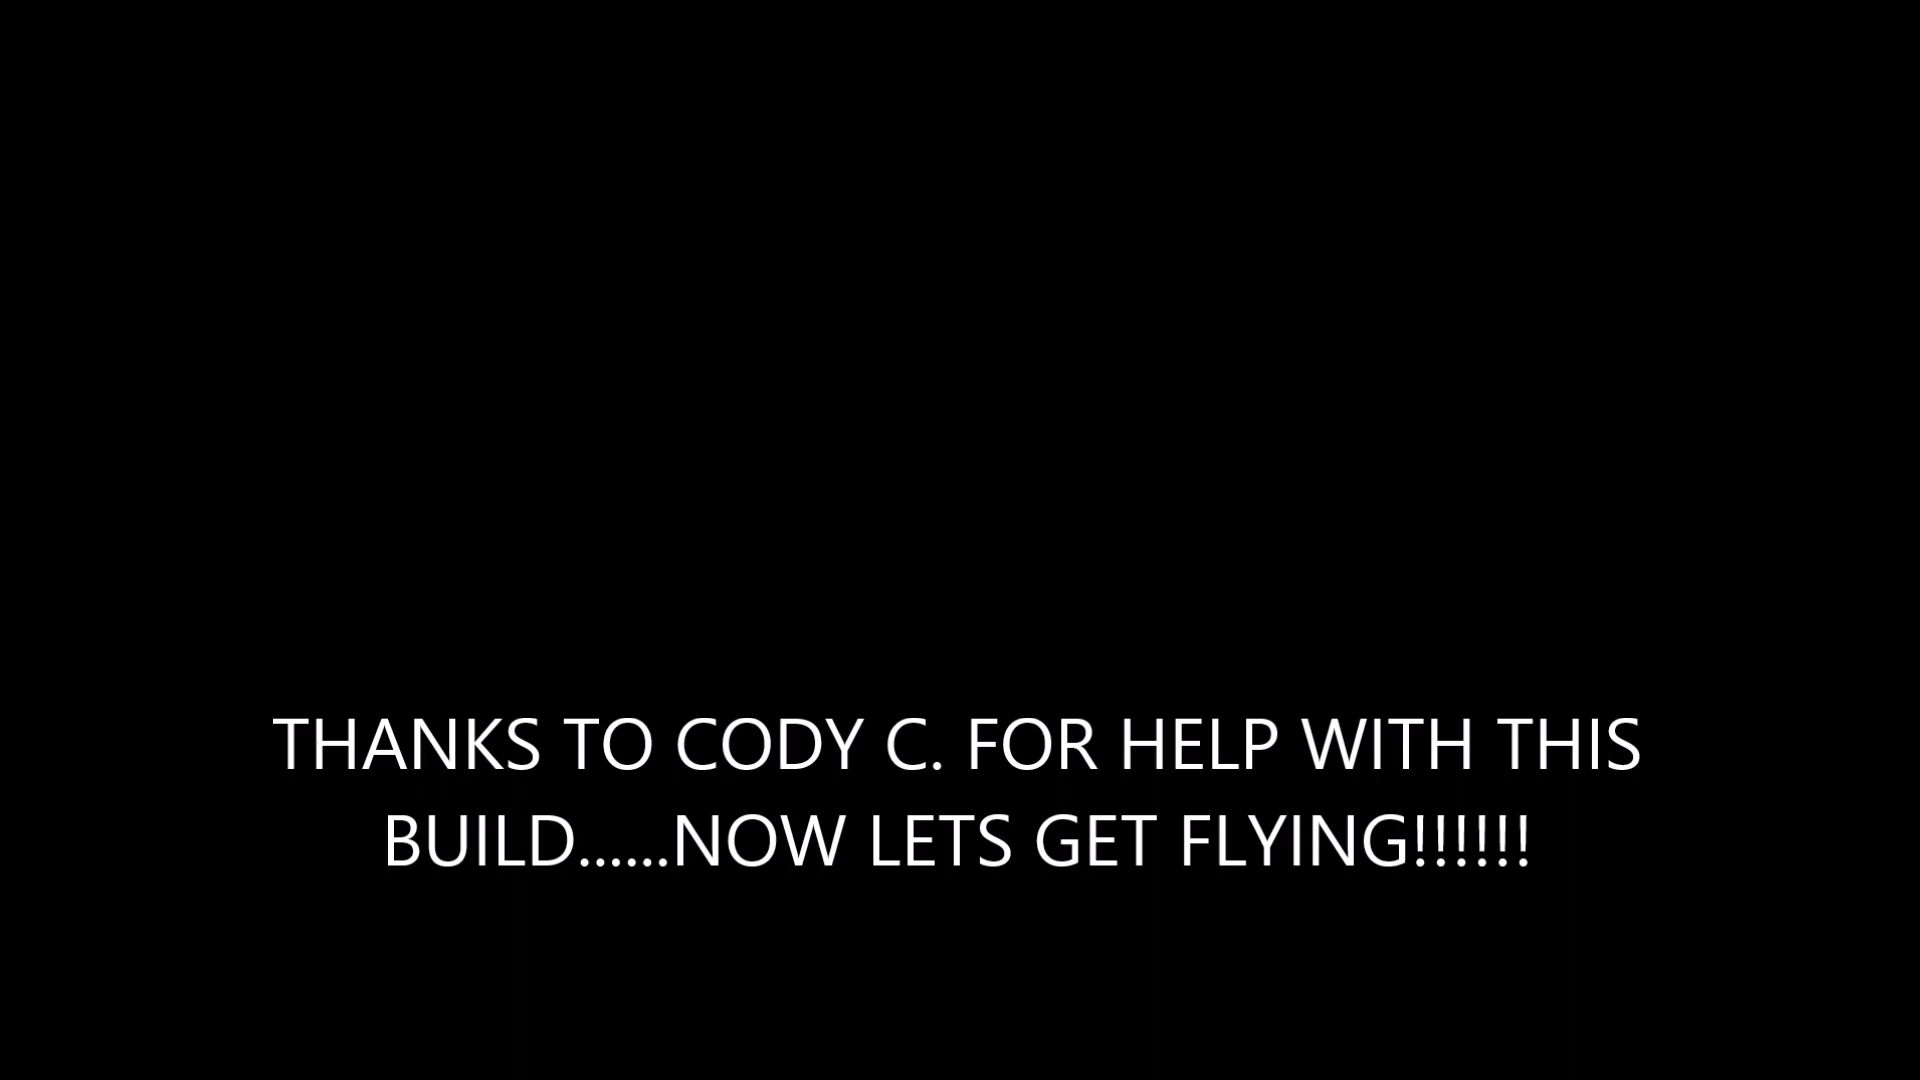 THANKS TO CODY C. FOR HELP WITH THIS
BUILD......NOW LETS GET FLYING!!!!!!